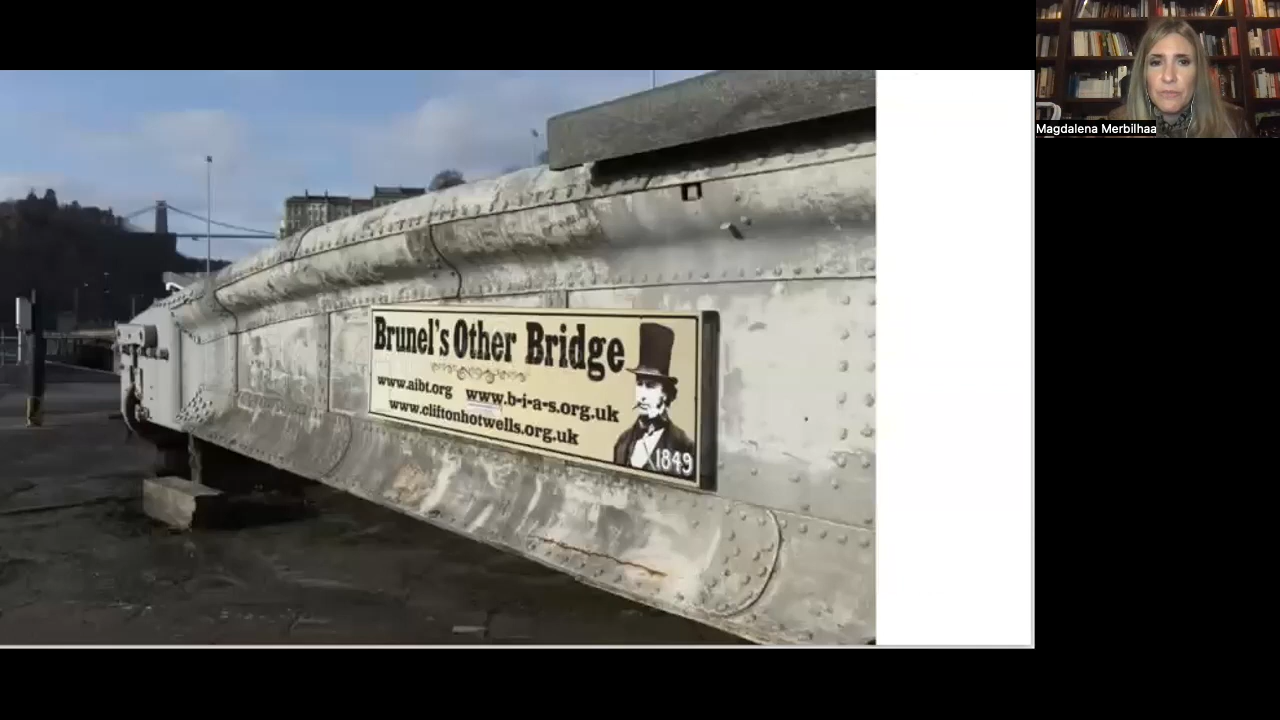 Brunel's Other Bridge
www.aibt.org www.b-i-a-s.org.uk
www.cliftonhotwells.org.uk
1849
Magdalena Merbilhaa